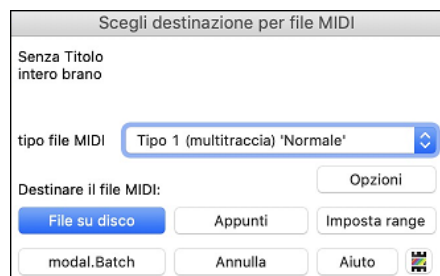 Scegli destinazione per file MIDI
Senza Titolo
intero brano
tipo file MIDI Tipo 1 (multitraccia) 'Normale'
Opzioni
Destinare il file MIDI:
File su disco Appunti Imposta range
modal.Batch Annulla Aiuto